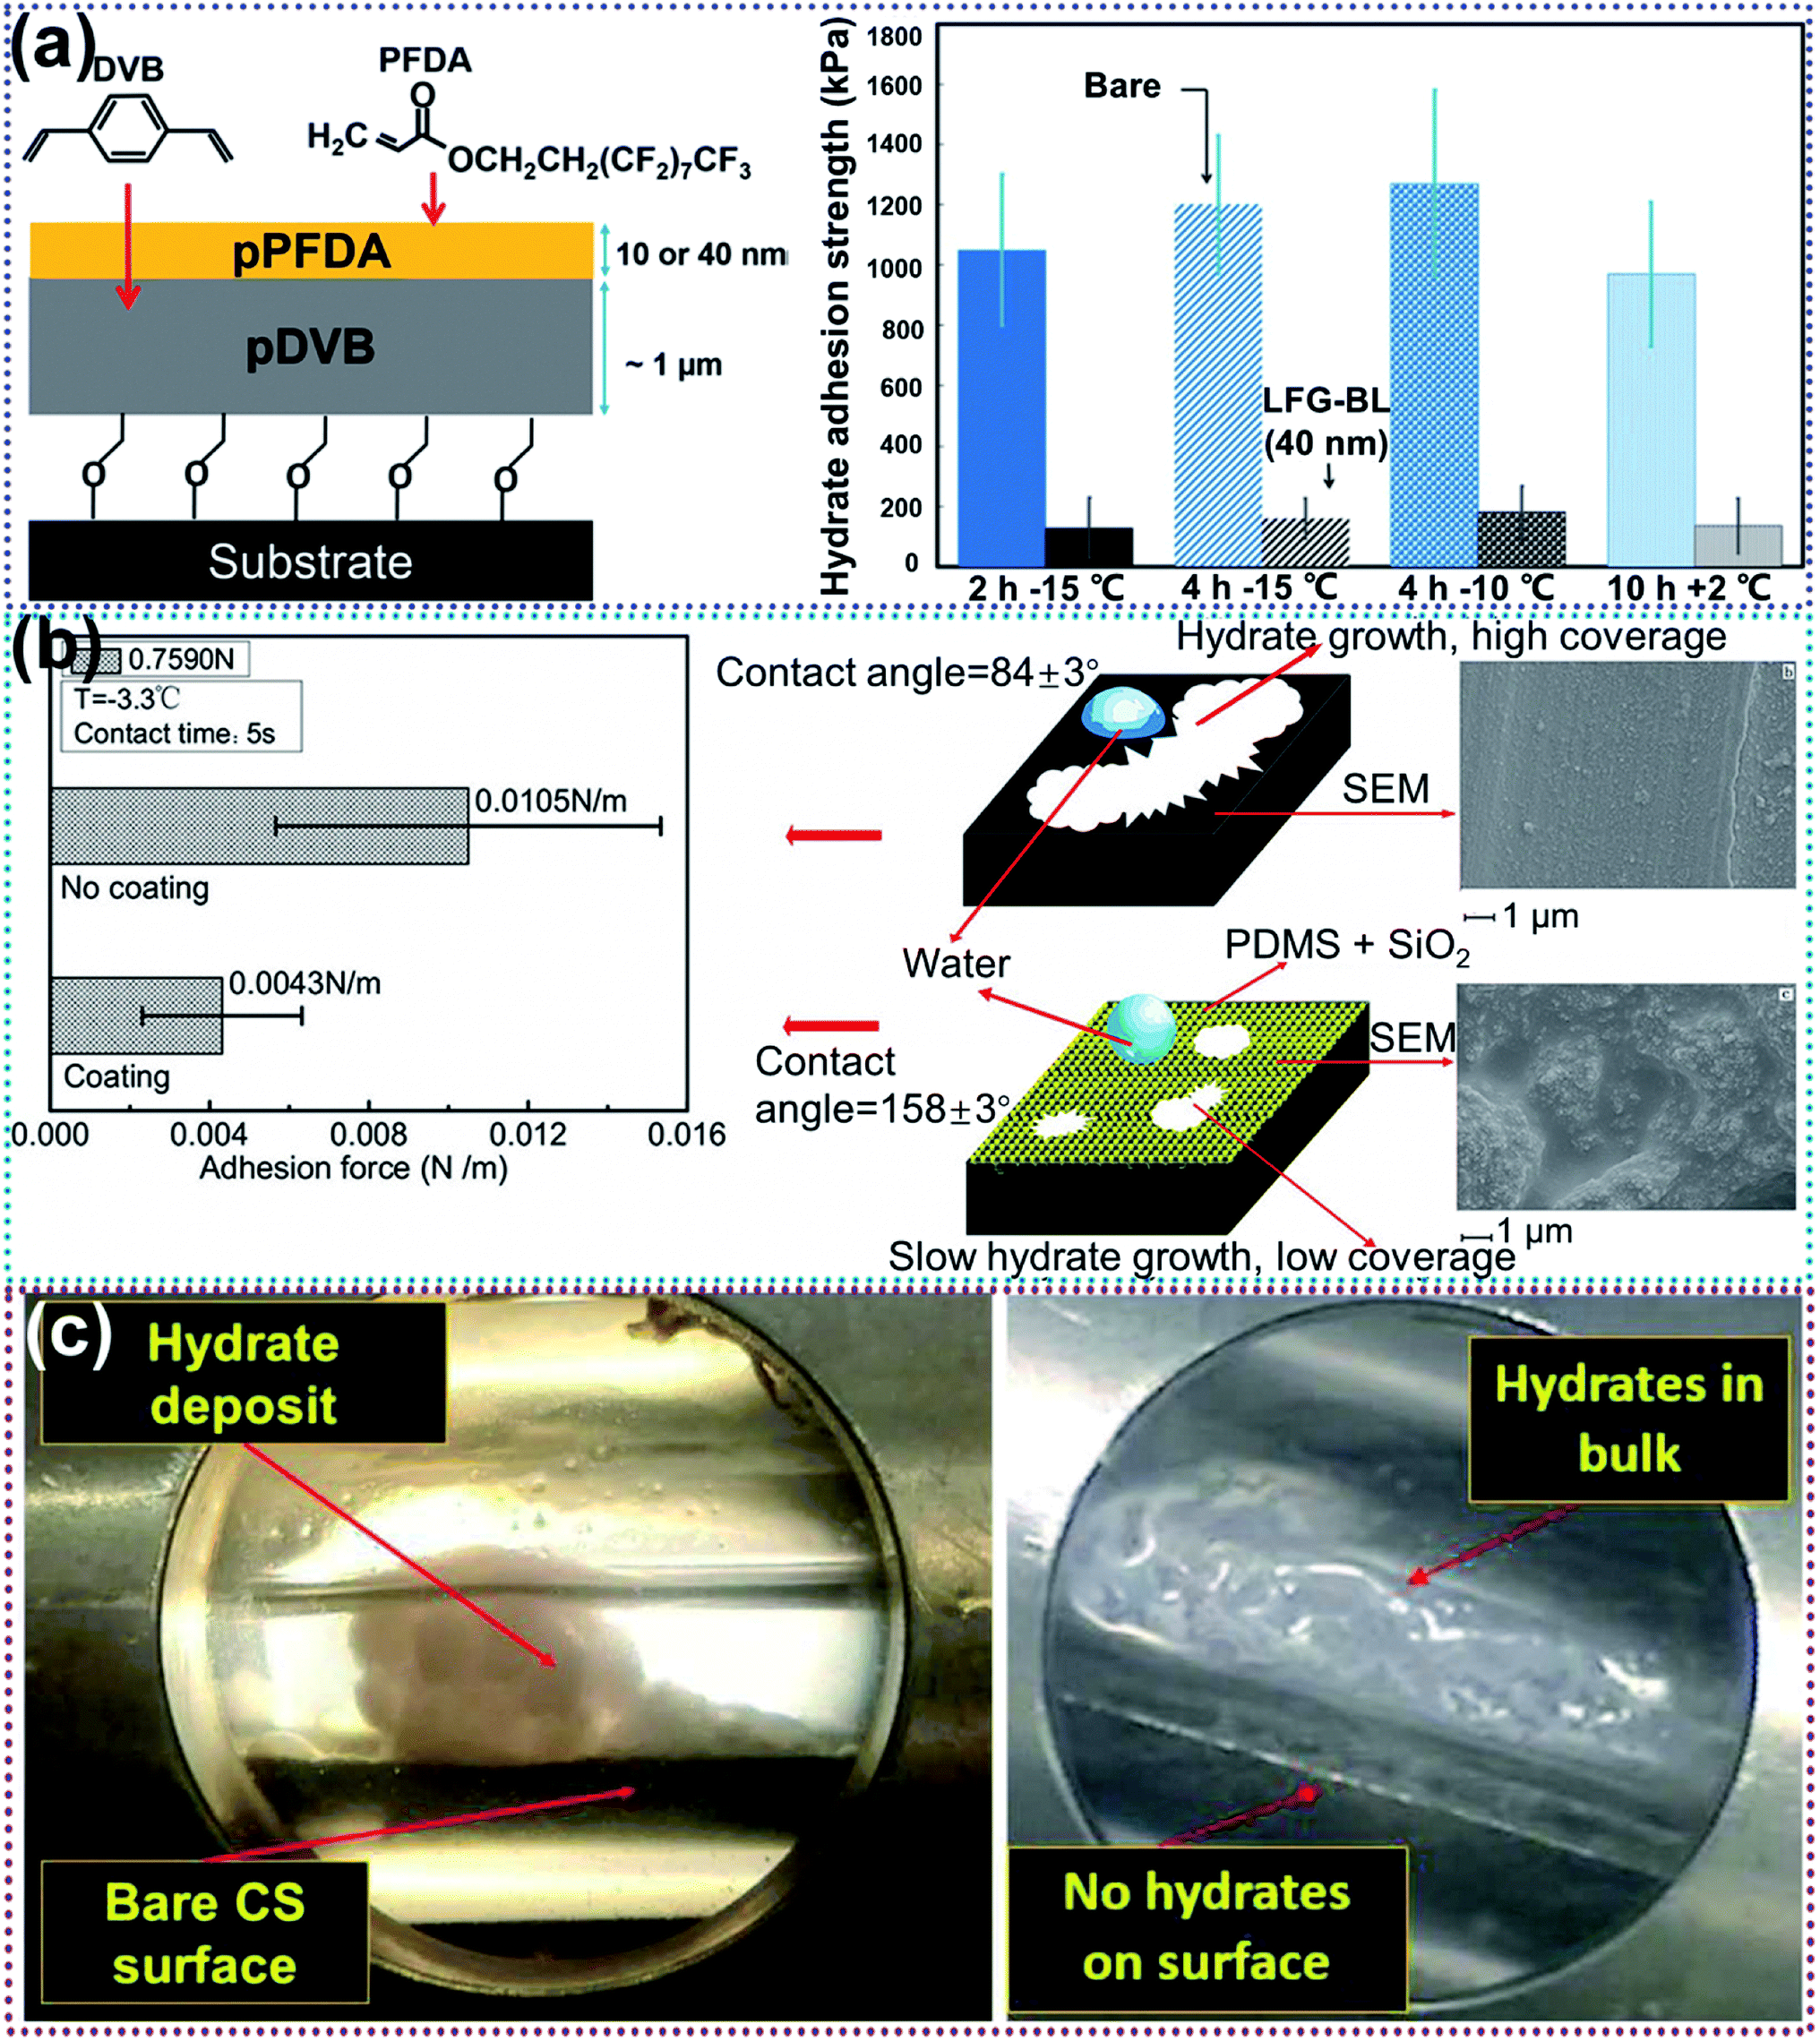 (a)
DVB
PFDA
O
H₂C
OCH₂CH₂(CF₂)₇CF₃
pPFDA
10 or 40 nm
pDVB
~ 1 µm
O O O O O
Substrate
Hydrate adhesion strength (kPa)
1800
1600
1400
1200
1000
800
600
400
200
0
Bare
LFG-BL
(40 nm)
2 h -15 ℃ 4 h -15 ℃ 4 h -10 ℃ 10 h +2 ℃
(b)
0.7590N
T=-3.3℃
Contact time: 5s
0.0105N/m
No coating
0.0043N/m
Coating
0.000 0.004 0.008 0.012 0.016
Adhesion force (N /m)
Hydrate growth, high coverage
Contact angle=84±3°
b
SEM
1 µm
Water
PDMS + SiO₂
c
SEM
Contact
angle=158±3°
1 µm
Slow hydrate growth, low coverage
(c)
Hydrate
deposit
Bare CS
surface
Hydrates in
bulk
No hydrates
on surface